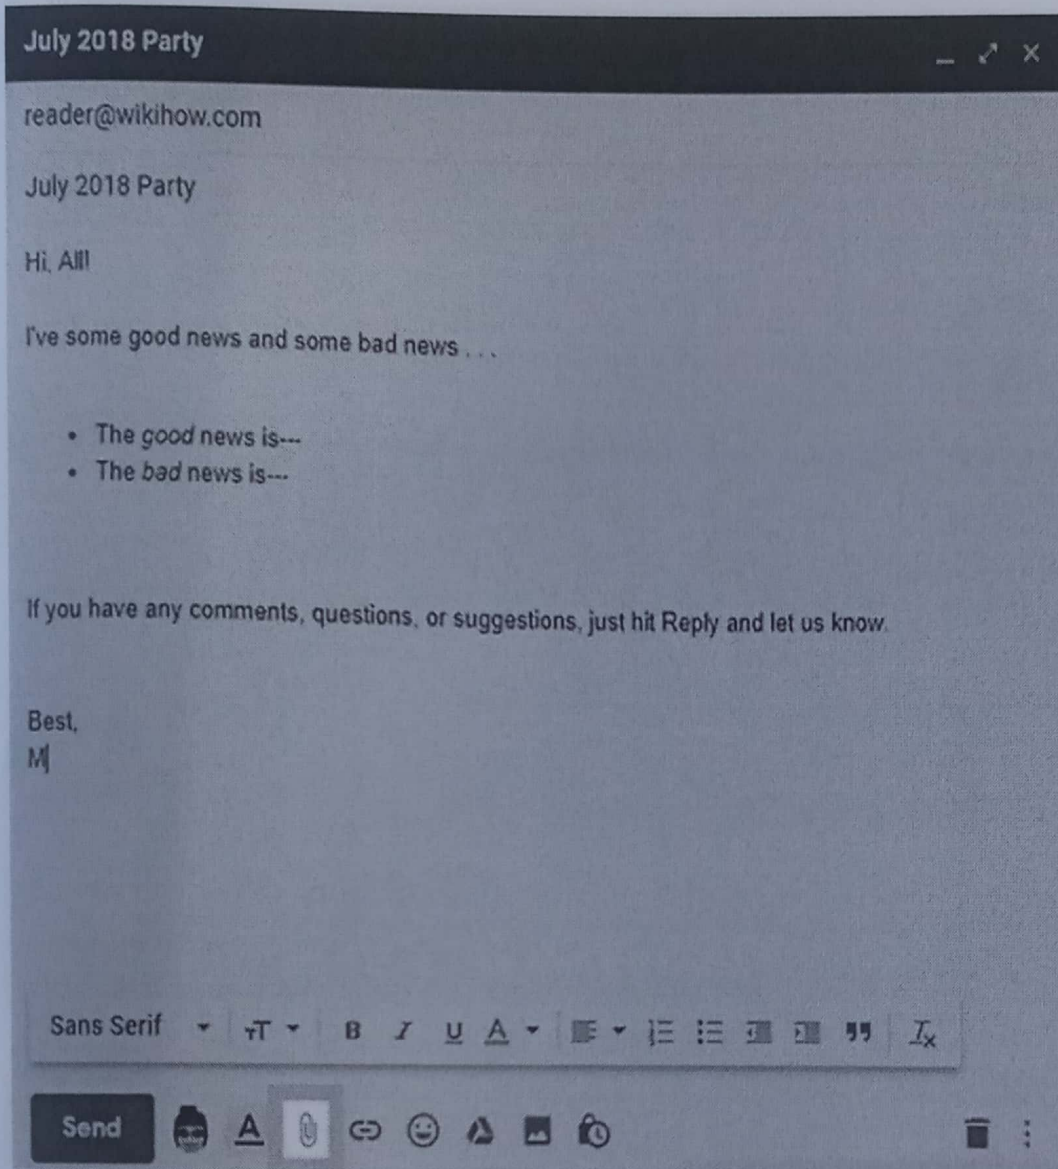 July 2018 Party
reader@wikihow.com
July 2018 Party
Hi, All!
I've some good news and some bad news . . .
• The good news is---
• The bad news is---
If you have any comments, questions, or suggestions, just hit Reply and let us know.
Best,
M
Sans Serif
Send